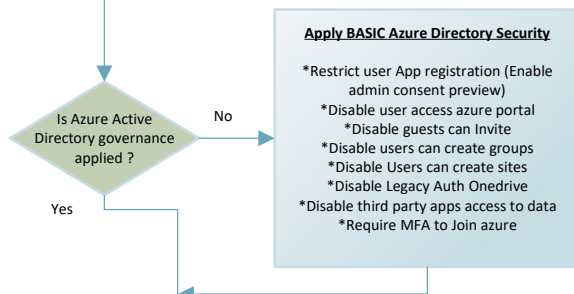 Apply BASIC Azure Directory Security
*Restrict user App registration (Enable
admin consent preview)
*Disable user access azure portal
*Disable guests can Invite
*Disable users can create groups
*Disable Users can create sites
*Disable Legacy Auth Onedrive
*Disable third party apps access to data
*Require MFA to Join azure
Is Azure Active
Directory governance
applied ?
No
Yes